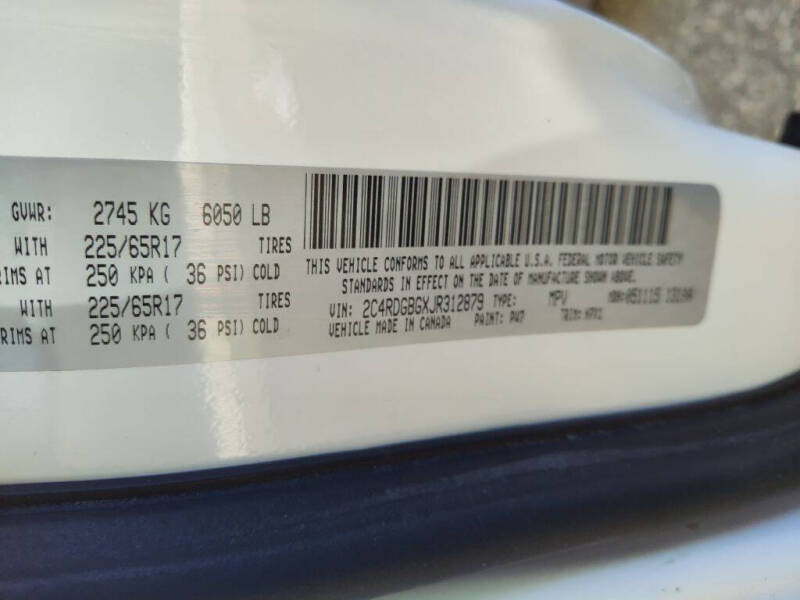 GVWR: 2745 KG 6050 LB
WITH 225/65R17 TIRES
RIMS AT 250 KPA ( 36 PSI) COLD
WITH 225/65R17 TIRES
RIMS AT 250 KPA ( 36 PSI) COLD
THIS VEHICLE CONFORMS TO ALL APPLICABLE U.S.A. FEDERAL MOTOR VEHICLE SAFETY
STANDARDS IN EFFECT ON THE DATE OF MANUFACTURE SHOWN ABOVE.
VIN: 2C4RDGBGXJR312879 TYPE: MPV MDH: 051115
VEHICLE MADE IN CANADA PAINT: PW7 TRIM: